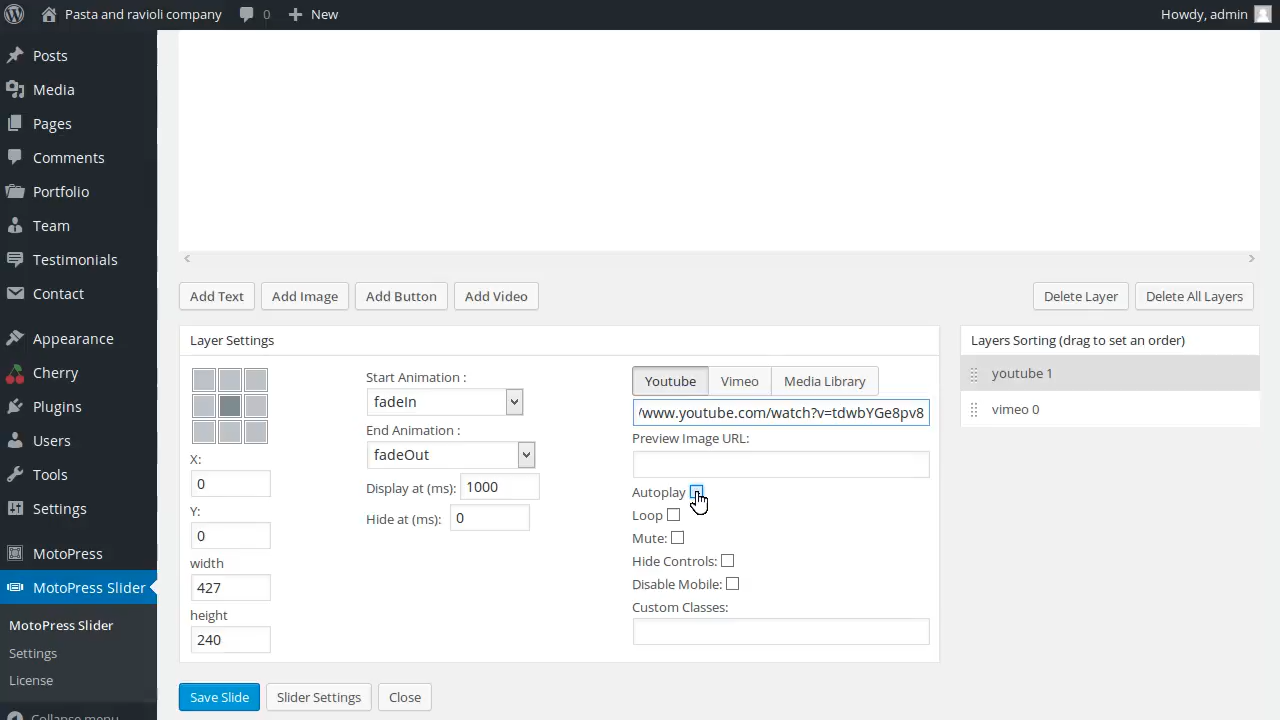 Pasta and ravioli company 0 New Howdy, admin
Posts
Media
Pages
Comments
Portfolio
Team
Testimonials
Contact
Appearance
Cherry
Plugins
Users
Tools
Settings
MotoPress
MotoPress Slider
MotoPress Slider
Settings
License
Collapse menu
Add Text Add Image Add Button Add Video Delete Layer Delete All Layers
Layer Settings
X:
0
Y:
0
width
427
height
240
Start Animation :
fadeIn
End Animation :
fadeOut
Display at (ms): 1000
Hide at (ms): 0
Youtube Vimeo Media Library
/www.youtube.com/watch?v=tdwbYGe8pv8
Preview Image URL:
Autoplay
Loop
Mute:
Hide Controls:
Disable Mobile:
Custom Classes:
Layers Sorting (drag to set an order)
youtube 1
vimeo 0
Save Slide Slider Settings Close